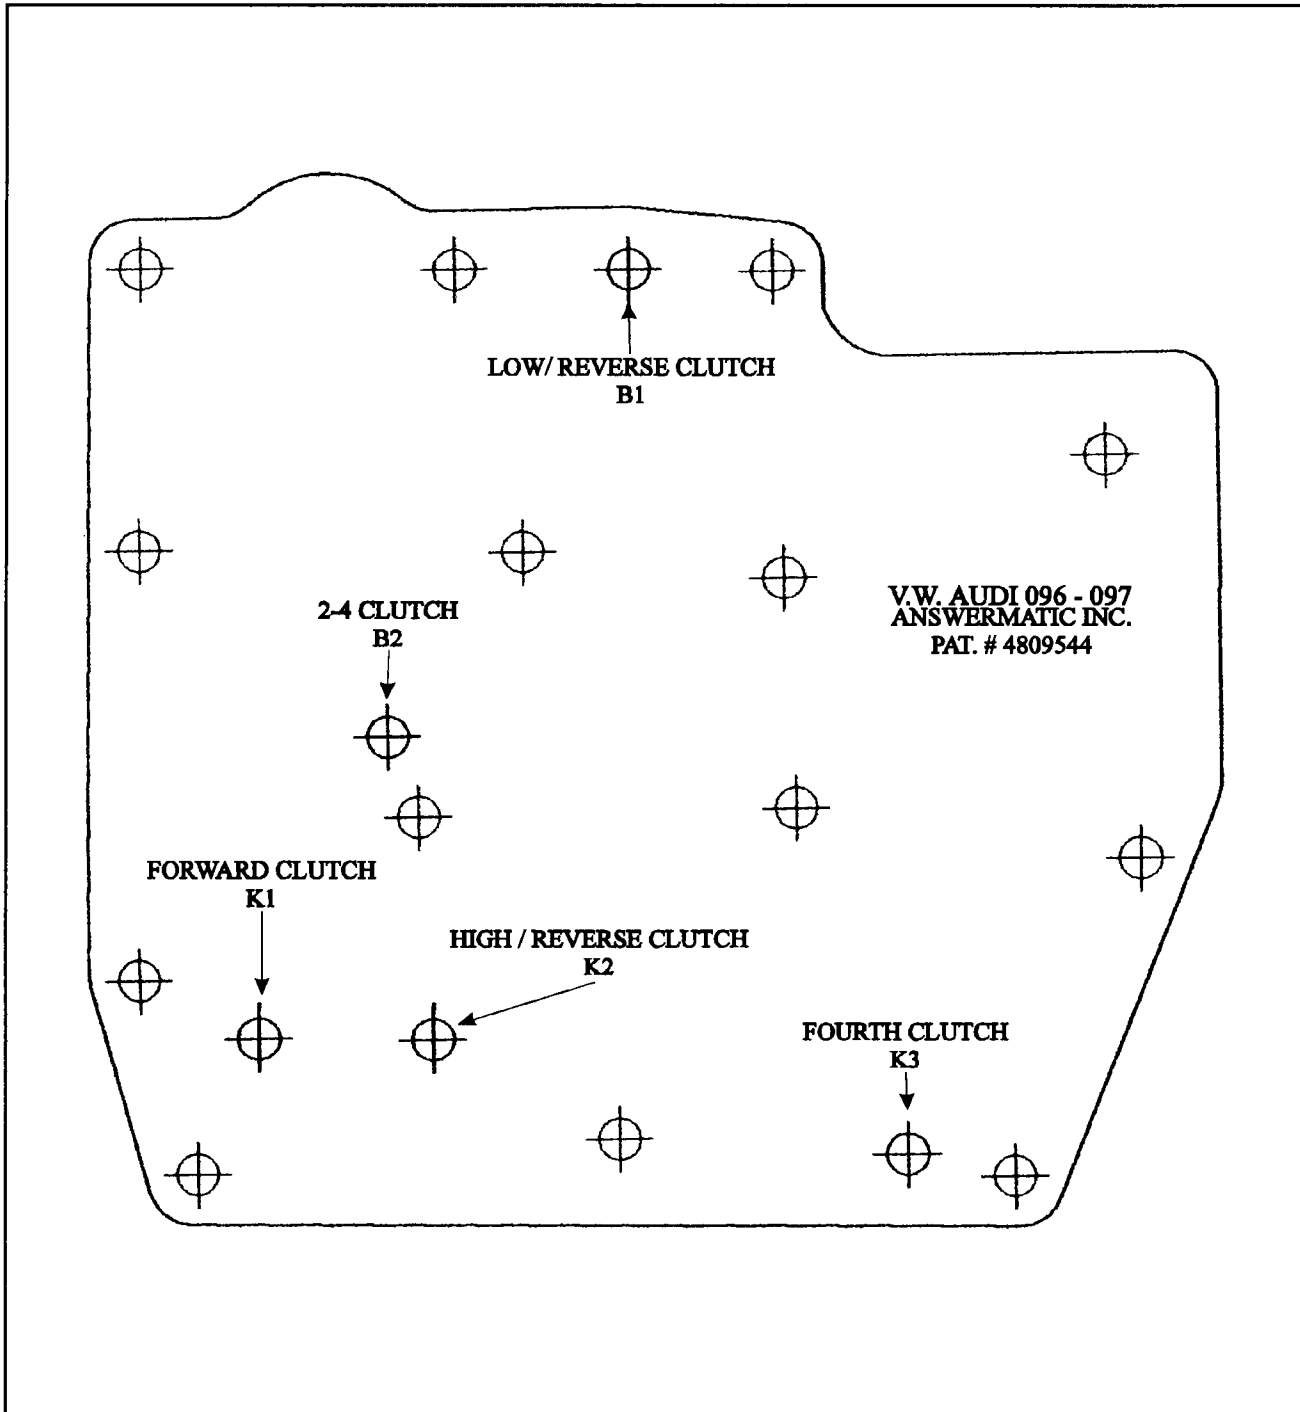 LOW/ REVERSE CLUTCH
B1
V.W. AUDI 096 - 097
ANSWERMATIC INC.
PAT. # 4809544
2-4 CLUTCH
B2
FORWARD CLUTCH
K1
HIGH / REVERSE CLUTCH
K2
FOURTH CLUTCH
K3